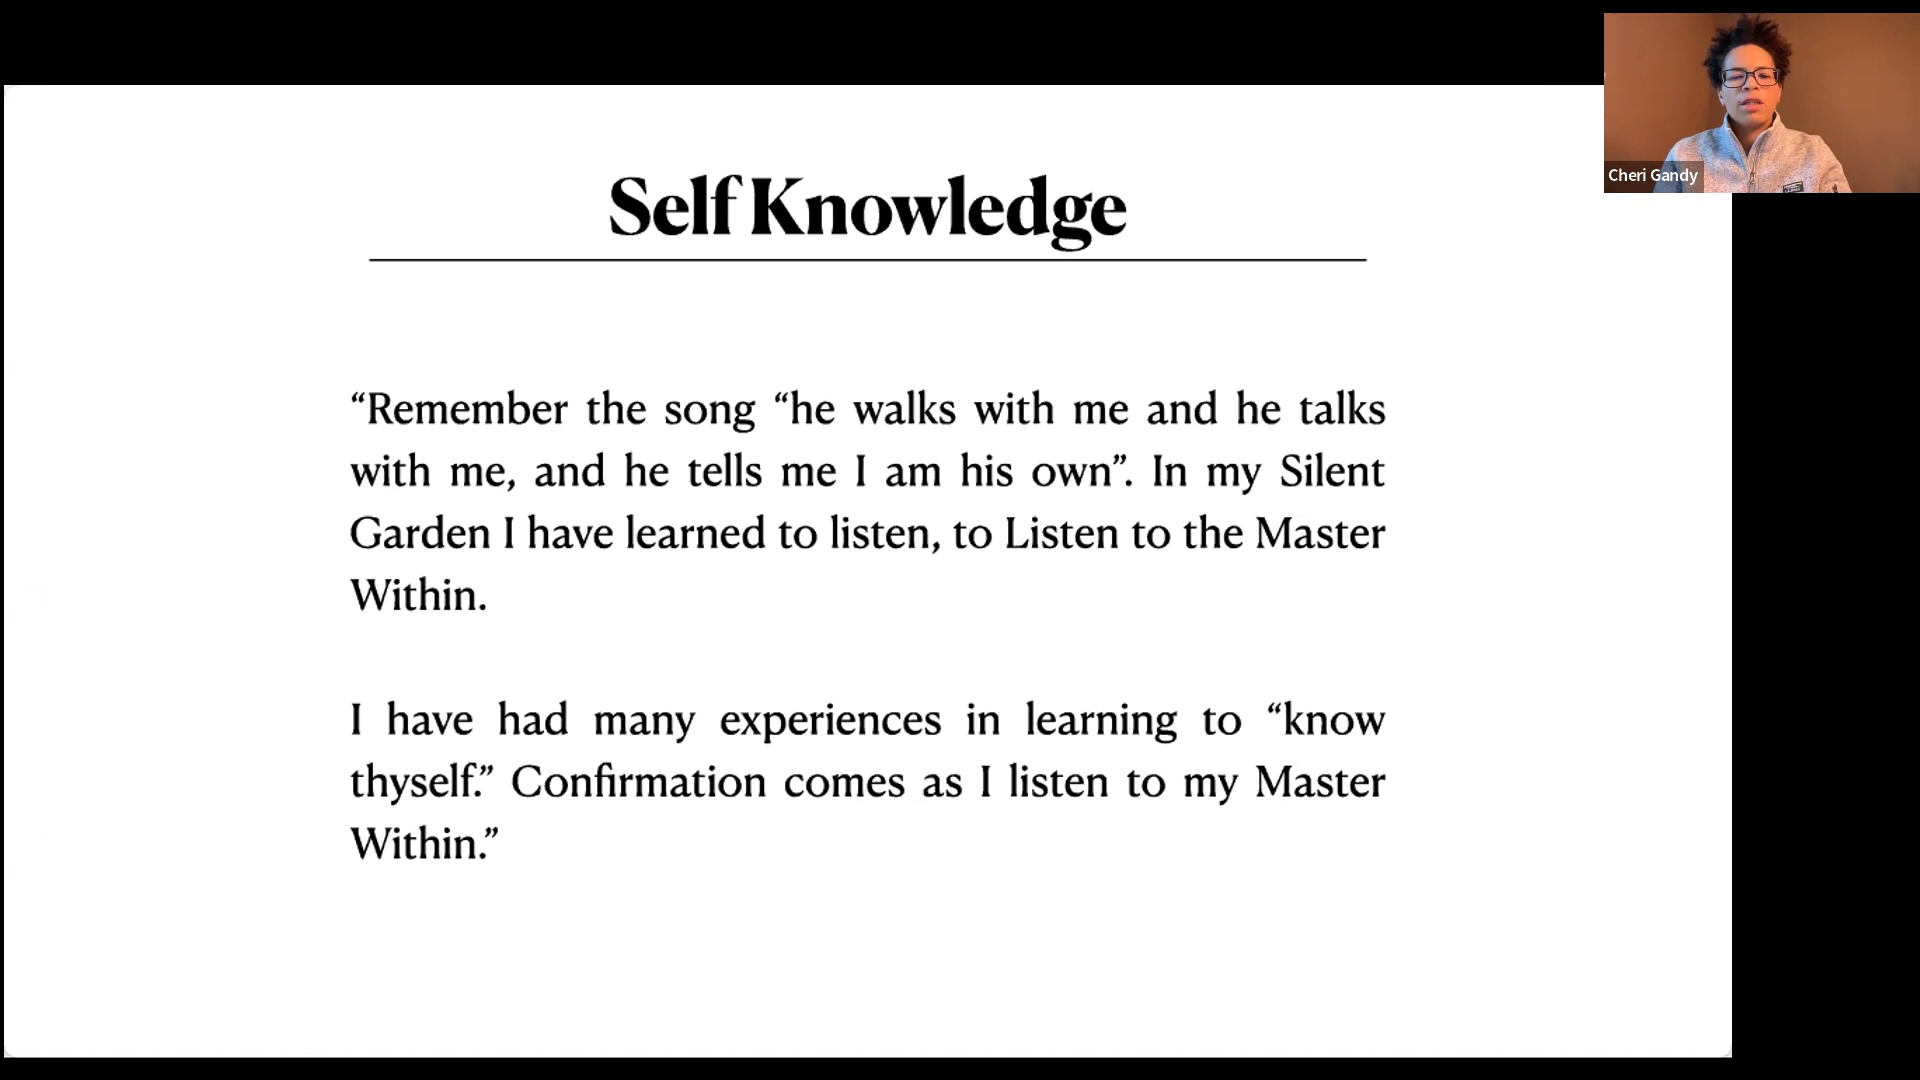 Cheri Gandy
Self Knowledge
“Remember the song “he walks with me and he talks
with me, and he tells me I am his own”. In my Silent
Garden I have learned to listen, to Listen to the Master
Within.
I have had many experiences in learning to “know
thyself.” Confirmation comes as I listen to my Master
Within.”